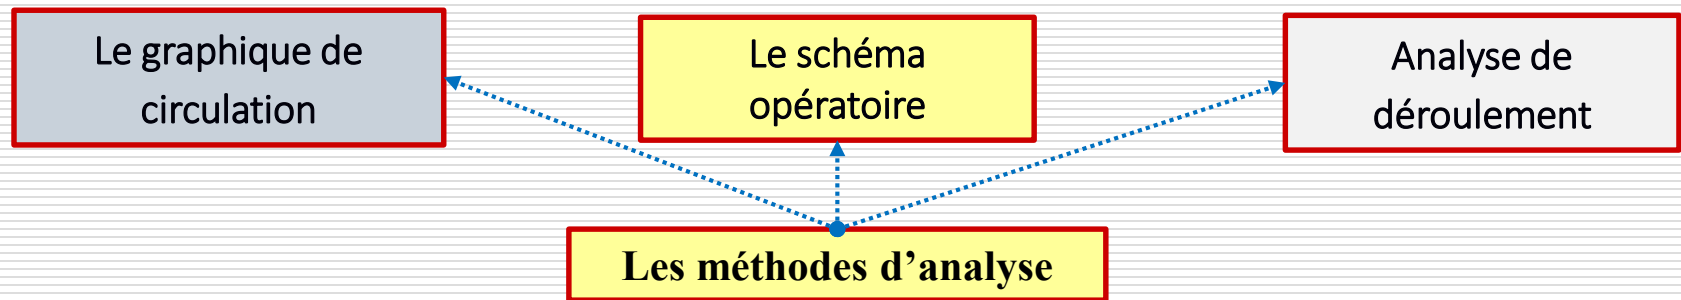 Le graphique de
circulation
Le schéma
opératoire
Analyse de
déroulement
Les méthodes d’analyse